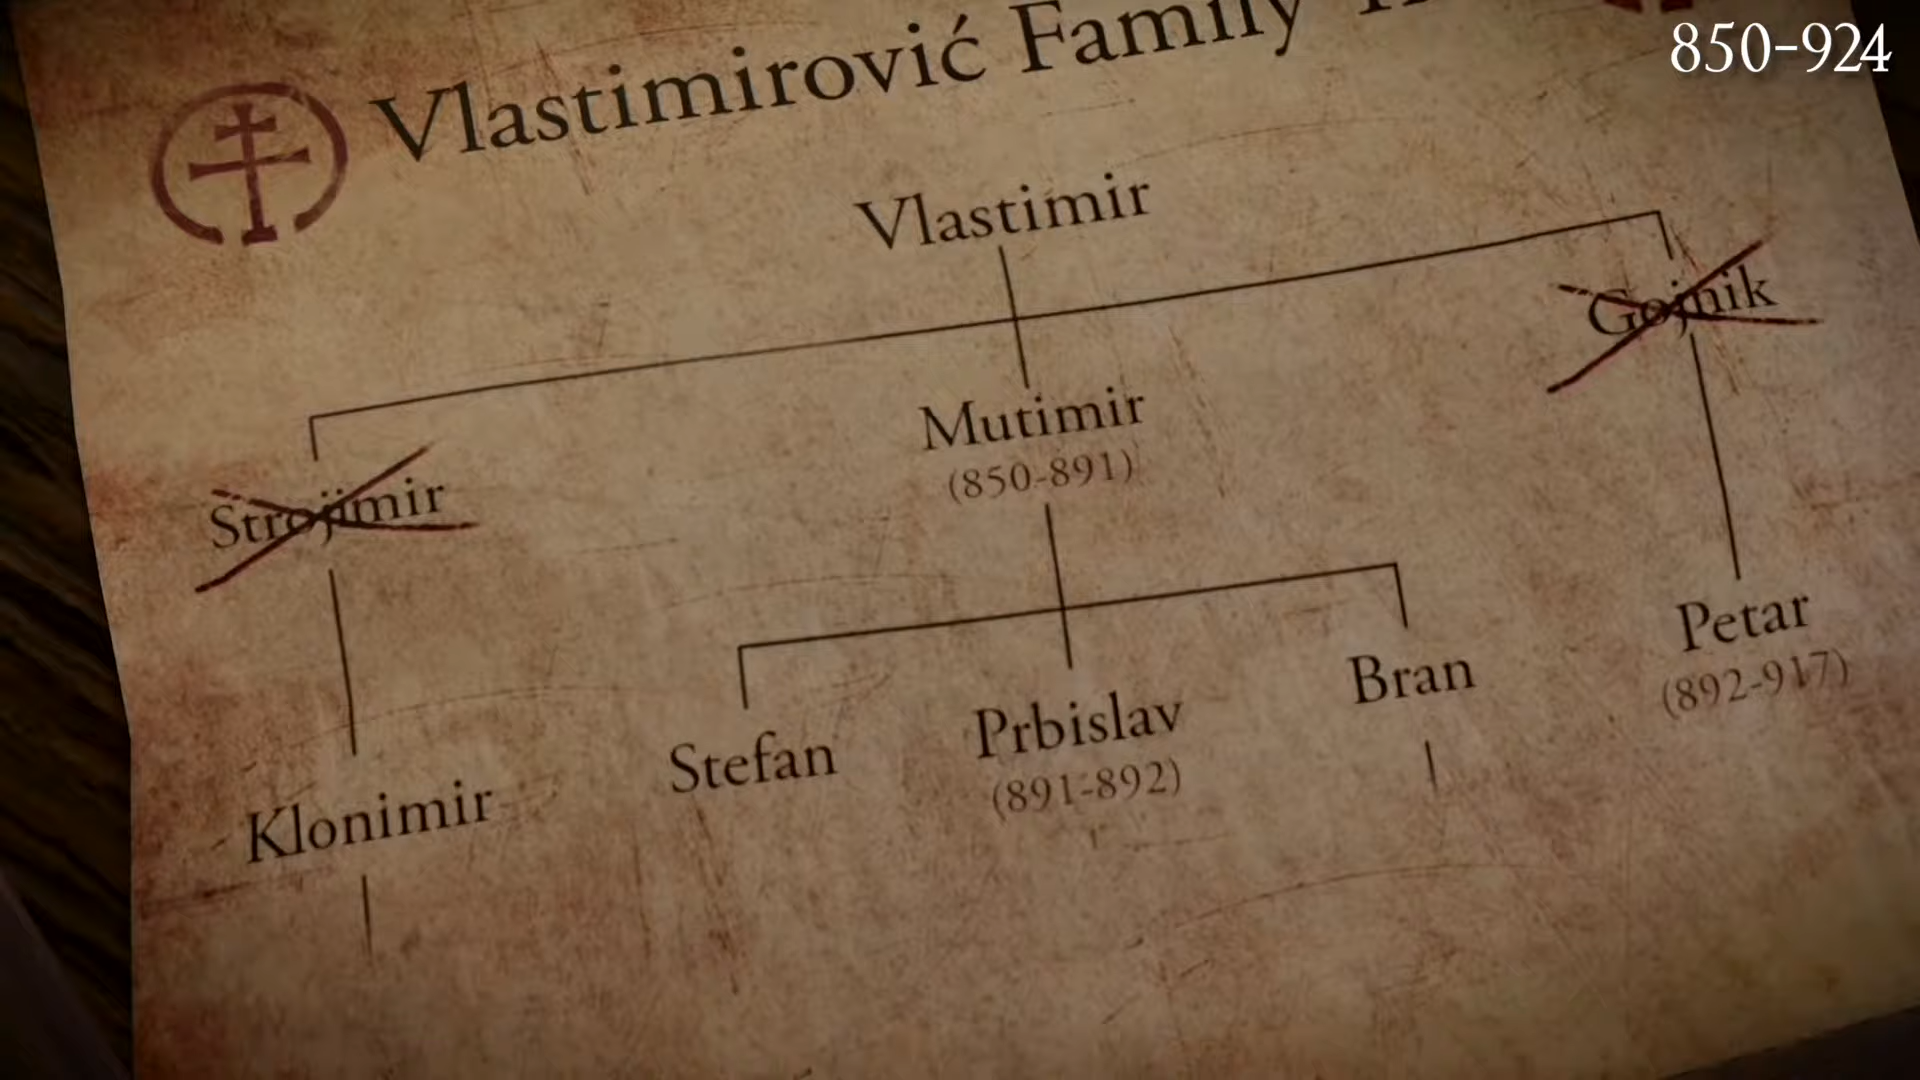 850-924
Vlastimirović Family
Vlastimir
Gojnik
Mutimir
(850-891)
Strojimir
Petar
(892-917)
Bran
Prbislav
(891-892)
Stefan
Klonimir